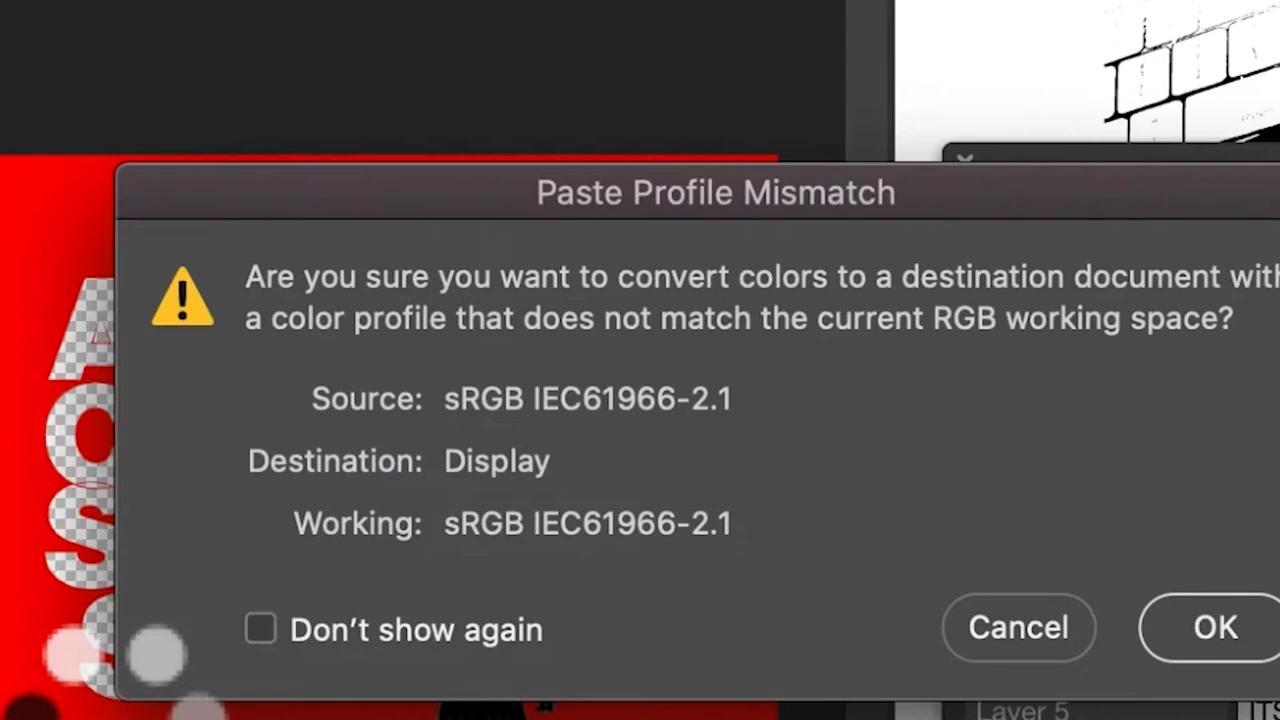 Paste Profile Mismatch
Are you sure you want to convert colors to a destination document with
a color profile that does not match the current RGB working space?
Source: sRGB IEC61966-2.1
Destination: Display
Working: sRGB IEC61966-2.1
Don't show again
Cancel
OK
Layer 5